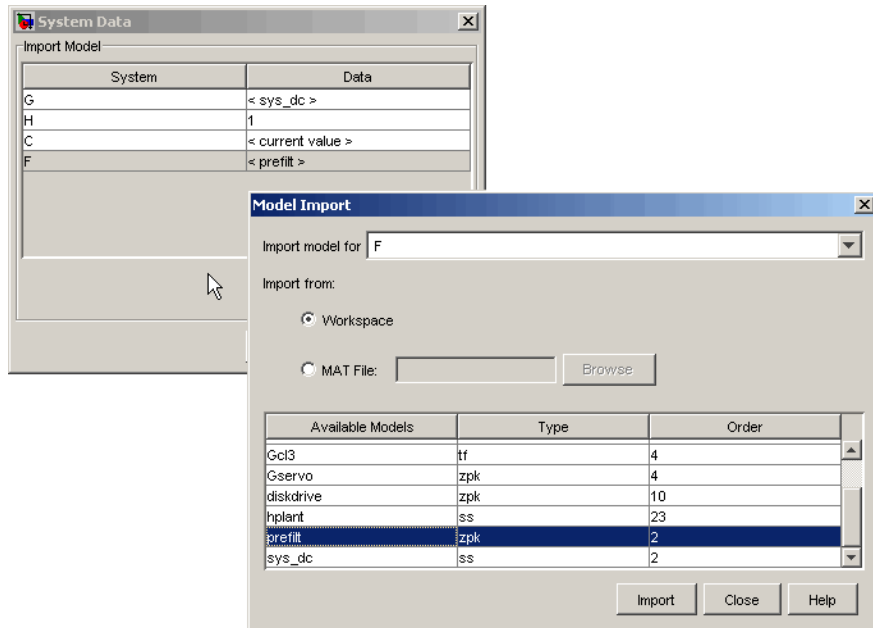 System Data
Import Model
System Data
G < sys_dc >
H 1
C < current value >
F < prefilt >
Model Import
Import model for F
Import from:
Workspace
MAT File: Browse
Available Models Type Order
Gcl3 tf 4
Gservo zpk 4
diskdrive zpk 10
hplant ss 23
prefilt zpk 2
sys_dc ss 2
Import Close Help